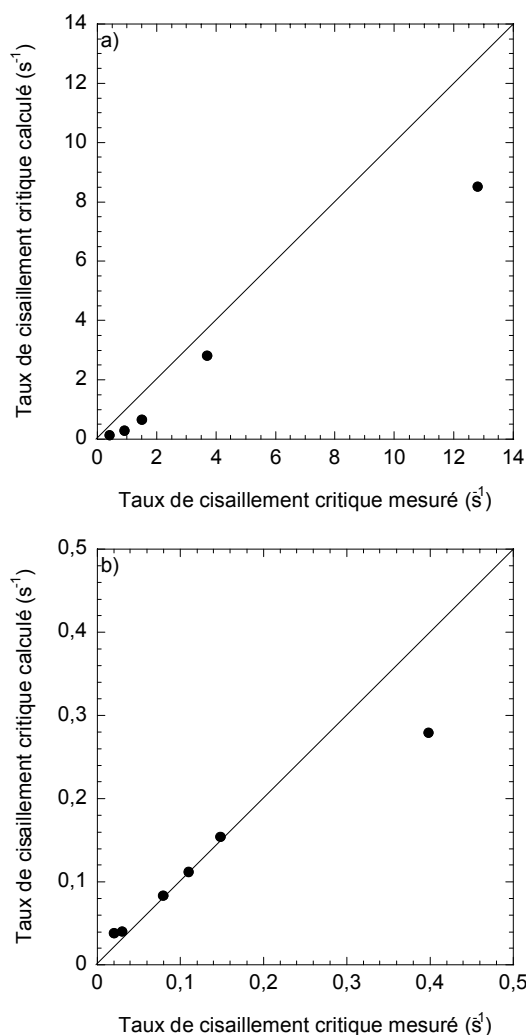 a)
14
12
10
8
6
4
2
0
Taux de cisaillement critique calculé (s-1)
0 2 4 6 8 10 12 14
Taux de cisaillement critique mesuré (s-1)
b)
0,5
0,4
0,3
0,2
0,1
0
Taux de cisaillement critique calculé (s-1)
0 0,1 0,2 0,3 0,4 0,5
Taux de cisaillement critique mesuré (s-1)